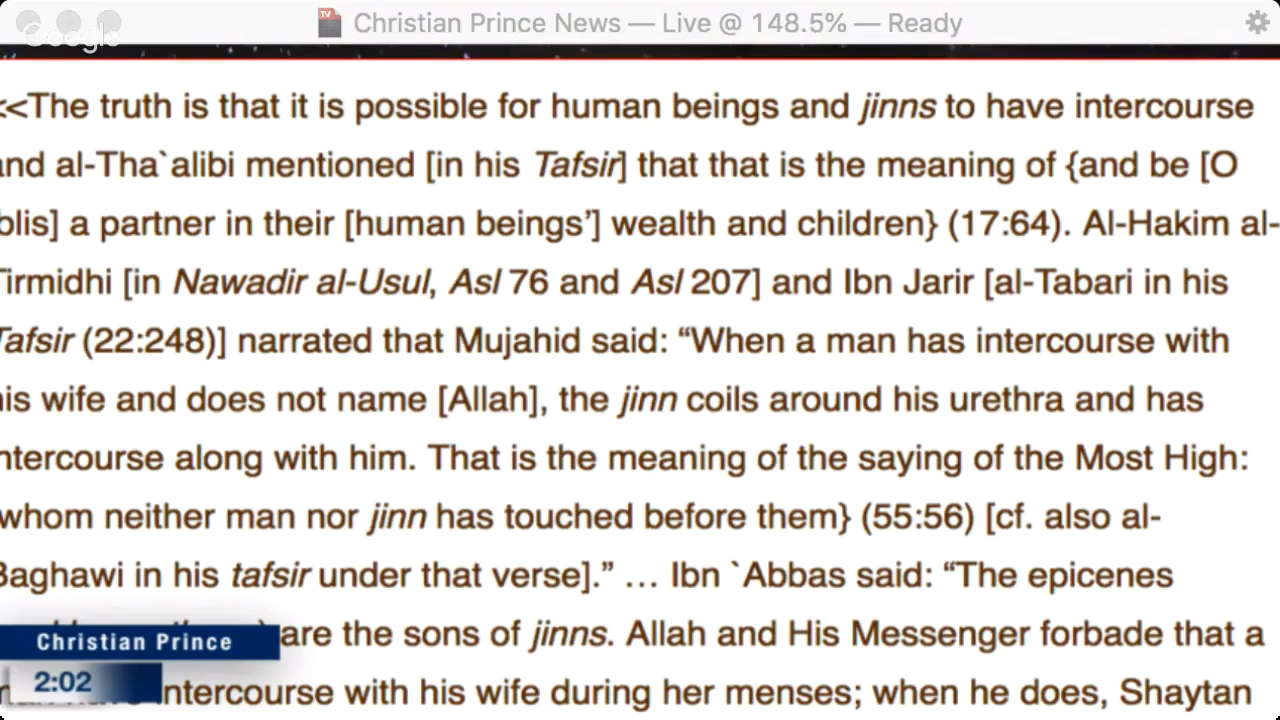 Google
TV
Christian Prince News — Live @ 148.5% — Ready
<<The truth is that it is possible for human beings and jinns to have intercourse
and al-Tha`alibi mentioned [in his Tafsir] that that is the meaning of {and be [O
blis] a partner in their [human beings’] wealth and children} (17:64). Al-Hakim al-
Tirmidhi [in Nawadir al-Usul, Asl 76 and Asl 207] and Ibn Jarir [al-Tabari in his
Tafsir (22:248)] narrated that Mujahid said: “When a man has intercourse with
his wife and does not name [Allah], the jinn coils around his urethra and has
ntercourse along with him. That is the meaning of the saying of the Most High:
whom neither man nor jinn has touched before them} (55:56) [cf. also al-
Baghawi in his tafsir under that verse].” … Ibn `Abbas said: “The epicenes
are the sons of jinns. Allah and His Messenger forbade that a
intercourse with his wife during her menses; when he does, Shaytan
Christian Prince
2:02